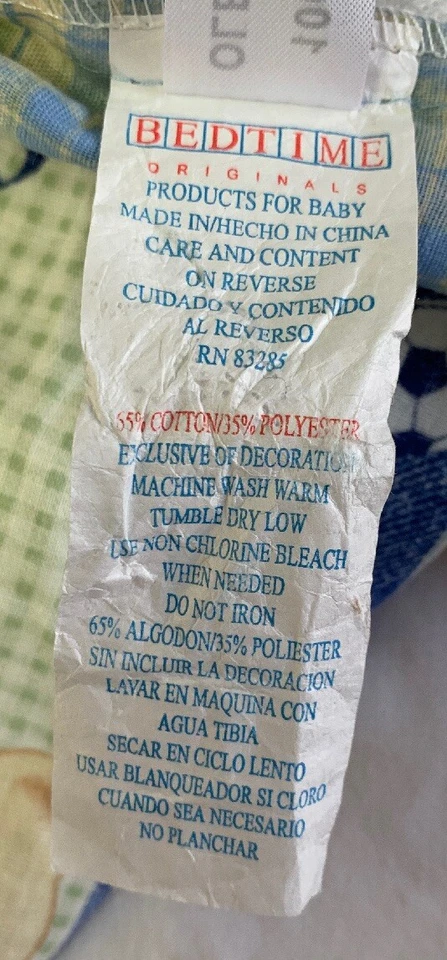 BEDTIME
ORIGINALS
PRODUCTS FOR BABY
MADE IN/HECHO IN CHINA
CARE AND CONTENT
ON REVERSE
CUIDADO Y CONTENIDO
AL REVERSO
RN 83285
65% COTTON/35% POLYESTER
EXCLUSIVE OF DECORATION
MACHINE WASH WARM
TUMBLE DRY LOW
USE NON CHLORINE BLEACH
WHEN NEEDED
DO NOT IRON
65% ALGODON/35% POLIESTER
SIN INCLUIR LA DECORACION
LAVAR EN MAQUINA CON
AGUA TIBIA
SECAR EN CICLO LENTO
USAR BLANQUEADOR SI CLORO
CUANDO SEA NECESARIO
NO PLANCHAR